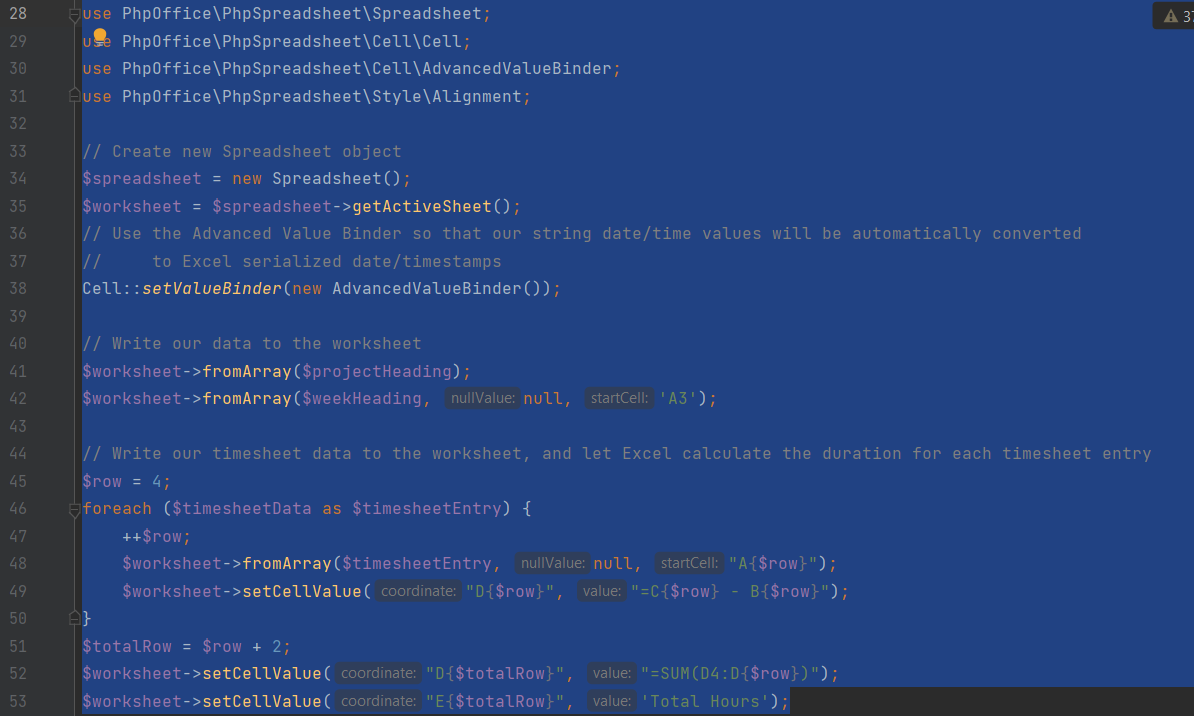 28 use PhpOffice\PhpSpreadsheet\Spreadsheet;
29 use PhpOffice\PhpSpreadsheet\Cell\Cell;
30 use PhpOffice\PhpSpreadsheet\Cell\AdvancedValueBinder;
31 use PhpOffice\PhpSpreadsheet\Style\Alignment;
32
33 // Create new Spreadsheet object
34 $spreadsheet = new Spreadsheet();
35 $worksheet = $spreadsheet->getActiveSheet();
36 // Use the Advanced Value Binder so that our string date/time values will be automatically converted
37 //     to Excel serialized date/timestamps
38 Cell::setValueBinder(new AdvancedValueBinder());
39
40 // Write our data to the worksheet
41 $worksheet->fromArray($projectHeading);
42 $worksheet->fromArray($weekHeading, nullValue: null, startCell: 'A3');
43
44 // Write our timesheet data to the worksheet, and let Excel calculate the duration for each timesheet entry
45 $row = 4;
46 foreach ($timesheetData as $timesheetEntry) {
47     ++$row;
48     $worksheet->fromArray($timesheetEntry, nullValue: null, startCell: "A{$row}");
49     $worksheet->setCellValue( coordinate: "D{$row}", value: "=C{$row} - B{$row}");
50 }
51 $totalRow = $row + 2;
52 $worksheet->setCellValue( coordinate: "D{$totalRow}", value: "=SUM(D4:D{$row})");
53 $worksheet->setCellValue( coordinate: "E{$totalRow}", value: 'Total Hours');